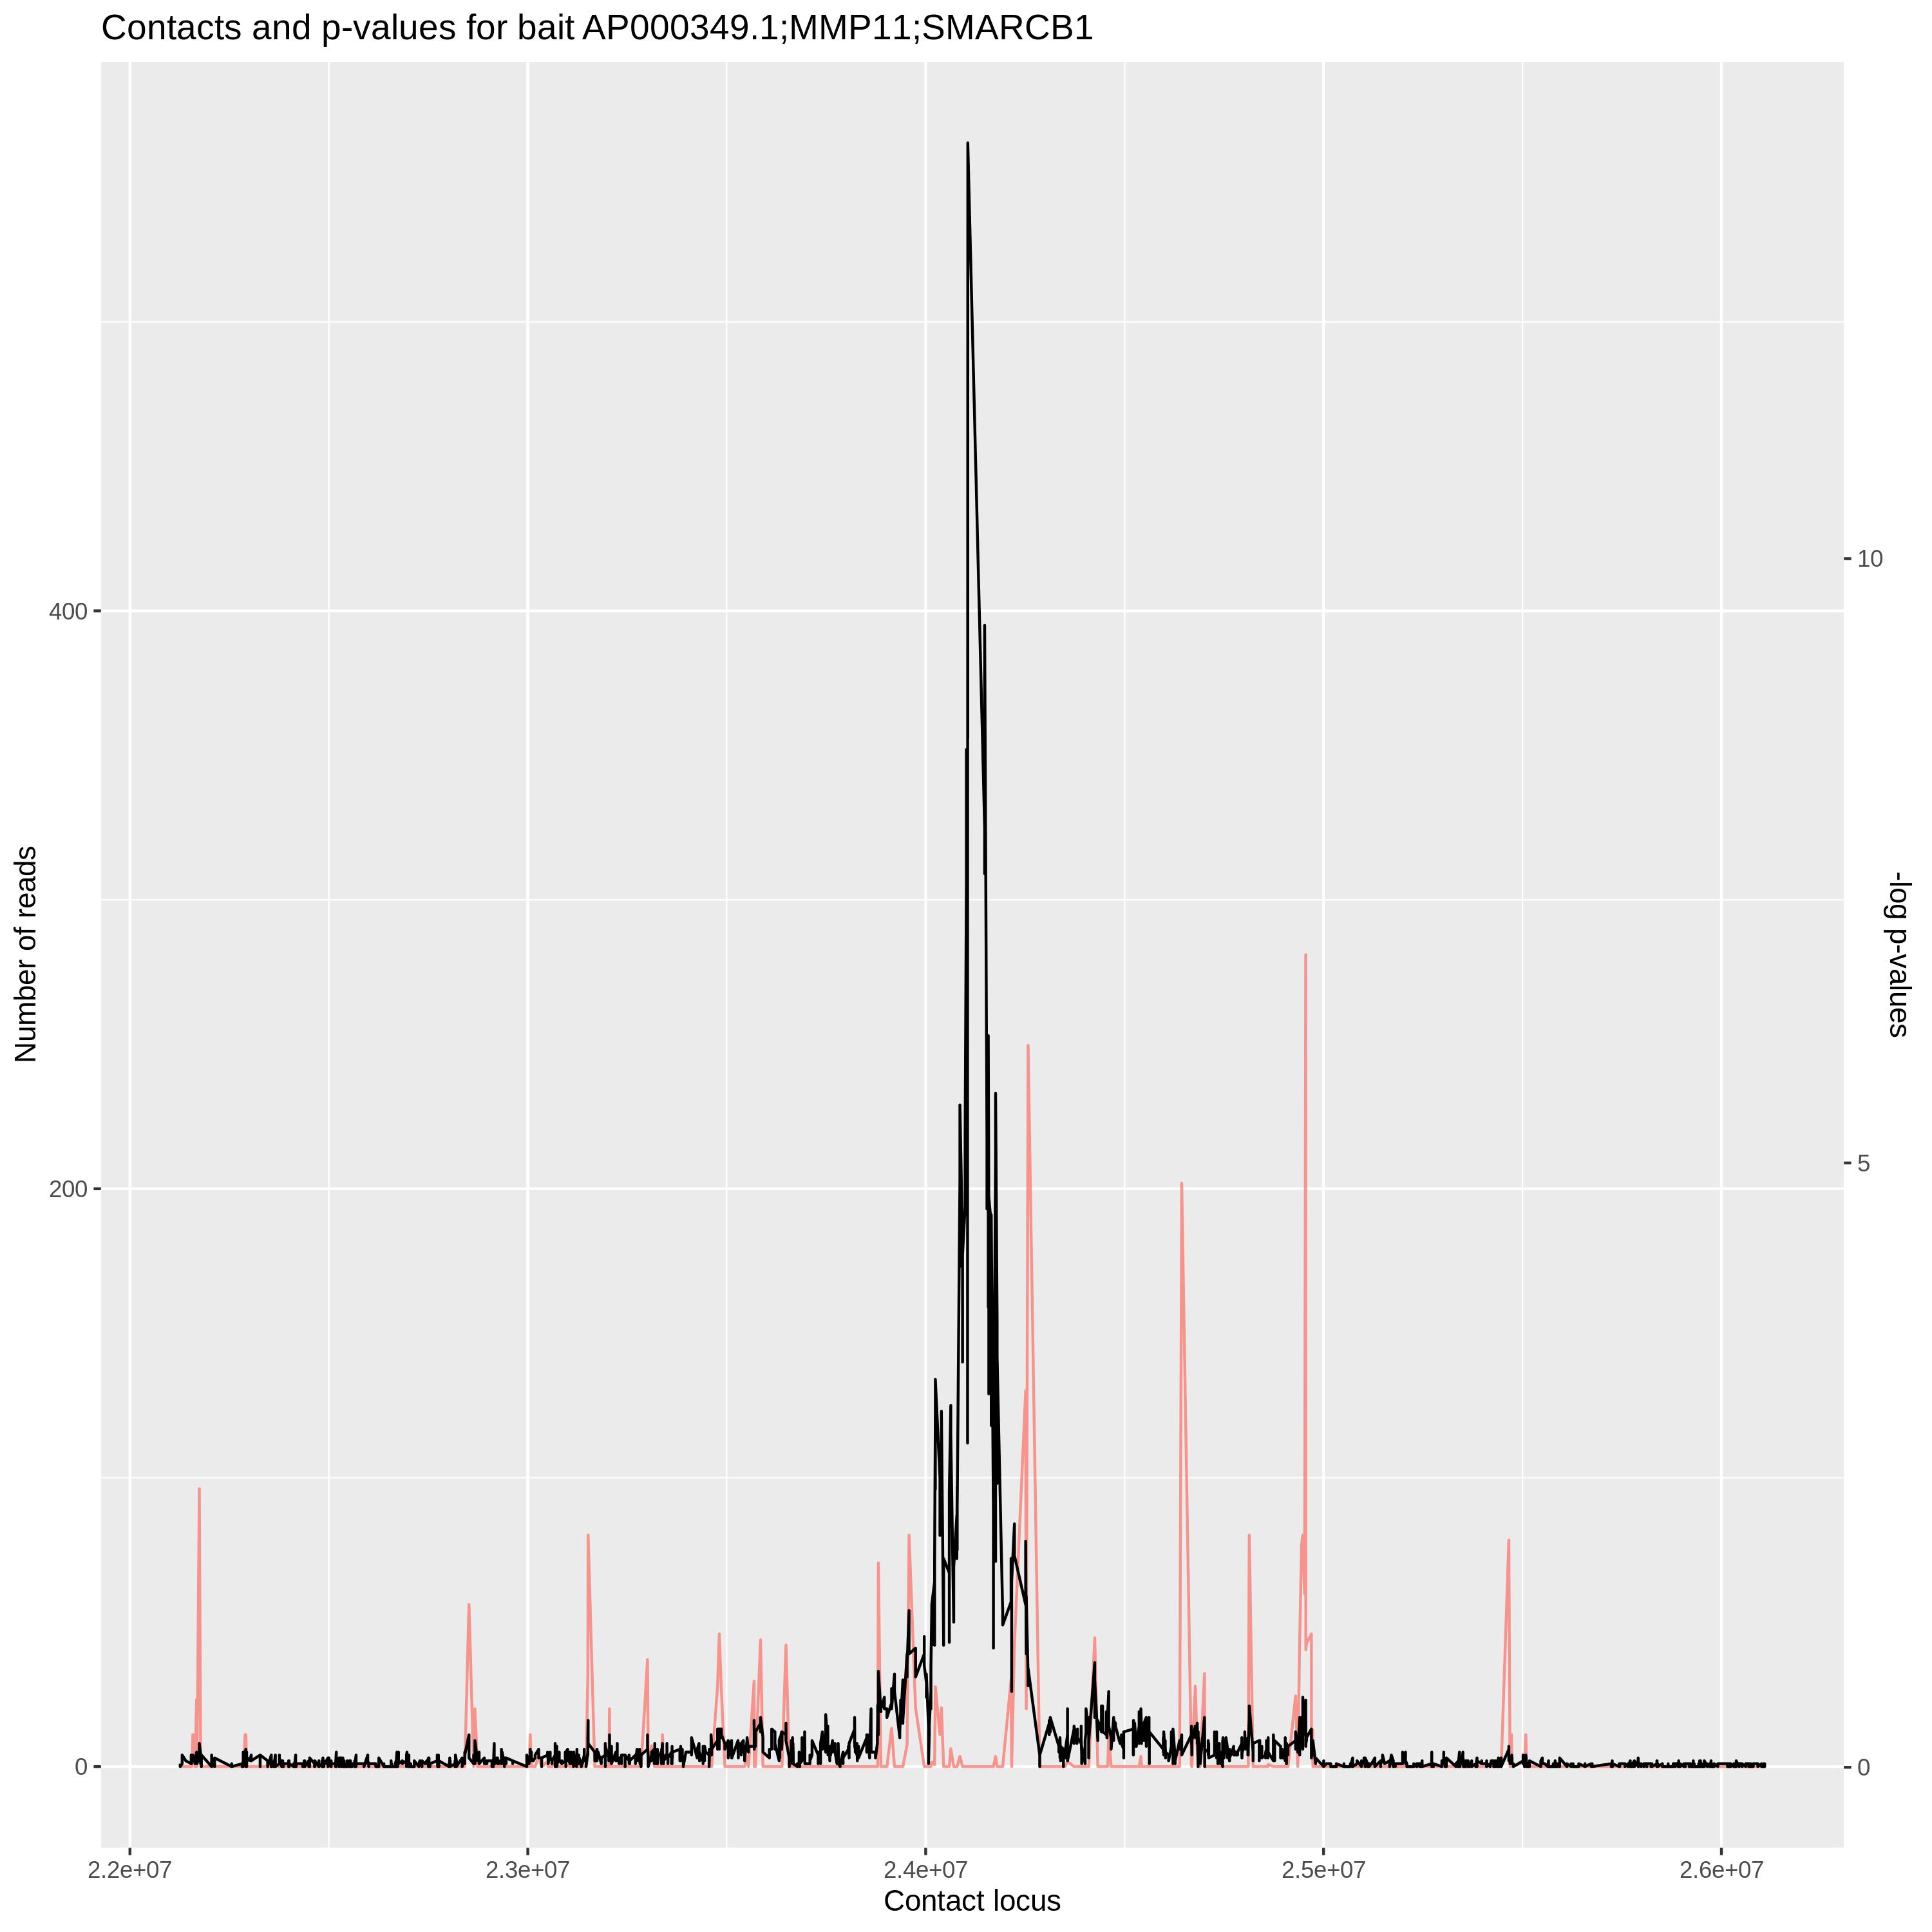 Contacts and p-values for bait AP000349.1;MMP11;SMARCB1
10
400
Number of reads
-log p-values
5
200
0
0
2.2e+07
2.3e+07
2.4e+07
2.5e+07
2.6e+07
Contact locus